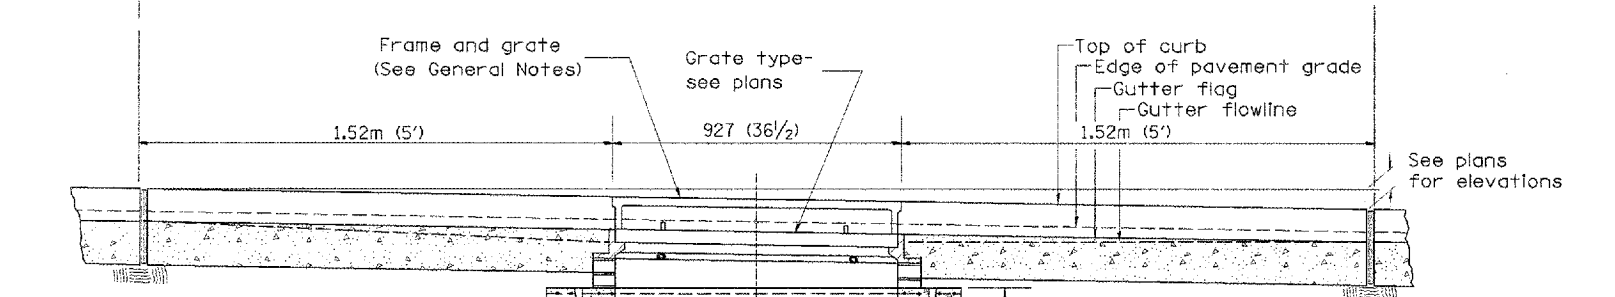 Frame and grate
(See General Notes)
Grate type-
see plans
Top of curb
Edge of pavement grade
Gutter flag
Gutter flowline
1.52m (5')
927 (36½)
1.52m (5')
See plans
for elevations